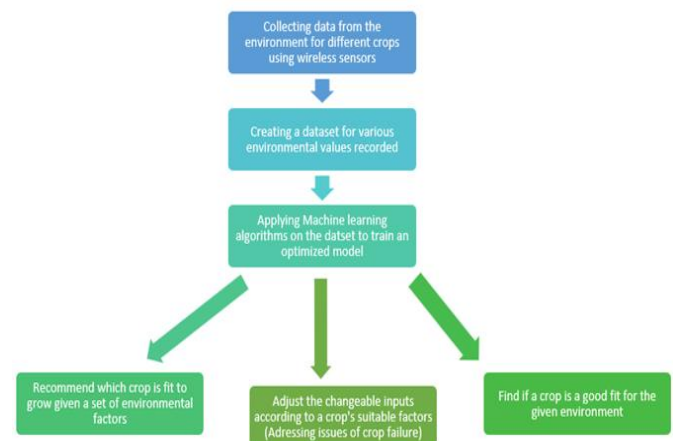 Collecting data from the
environment for different crops
using wireless sensors
Creating a dataset for various
environmental values recorded
Applying Machine learning
algorithms on the datset to train an
optimized model
Recommend which crop is fit to
grow given a set of environmental
factors
Adjust the changeable inputs
according to a crop's suitable factors
(Adressing issues of crop failure)
Find if a crop is a good fit for the
given environment